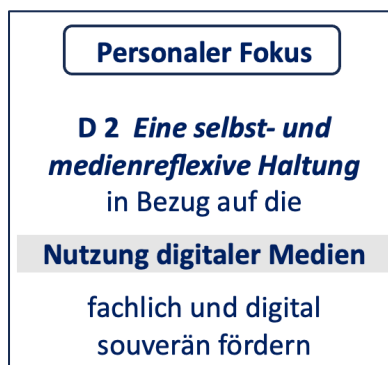 Personaler Fokus
D 2 Eine selbst- und
medienreflexive Haltung
in Bezug auf die
Nutzung digitaler Medien
fachlich und digital
souverän fördern